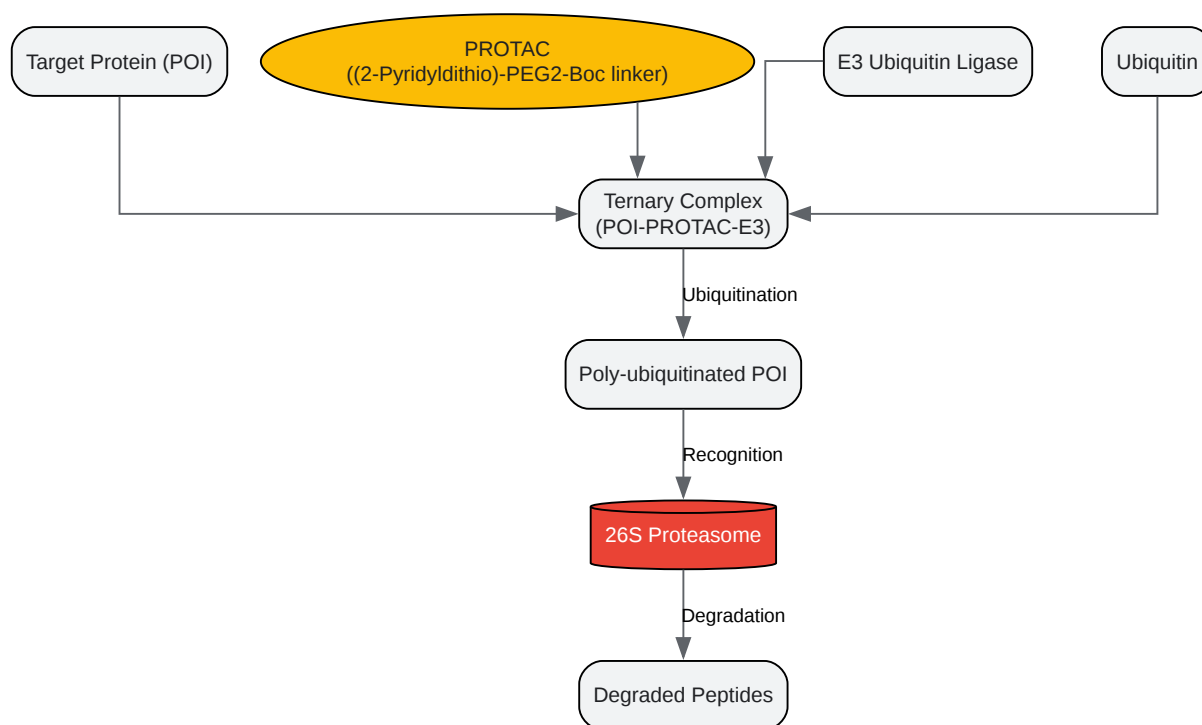 Target Protein (POI)
PROTAC
((2-Pyridyldithio)-PEG2-Boc linker)
E3 Ubiquitin Ligase
Ubiquitin
Ternary Complex
(POI-PROTAC-E3)
Ubiquitination
Poly-ubiquitinated POI
Recognition
26S Proteasome
Degradation
Degraded Peptides